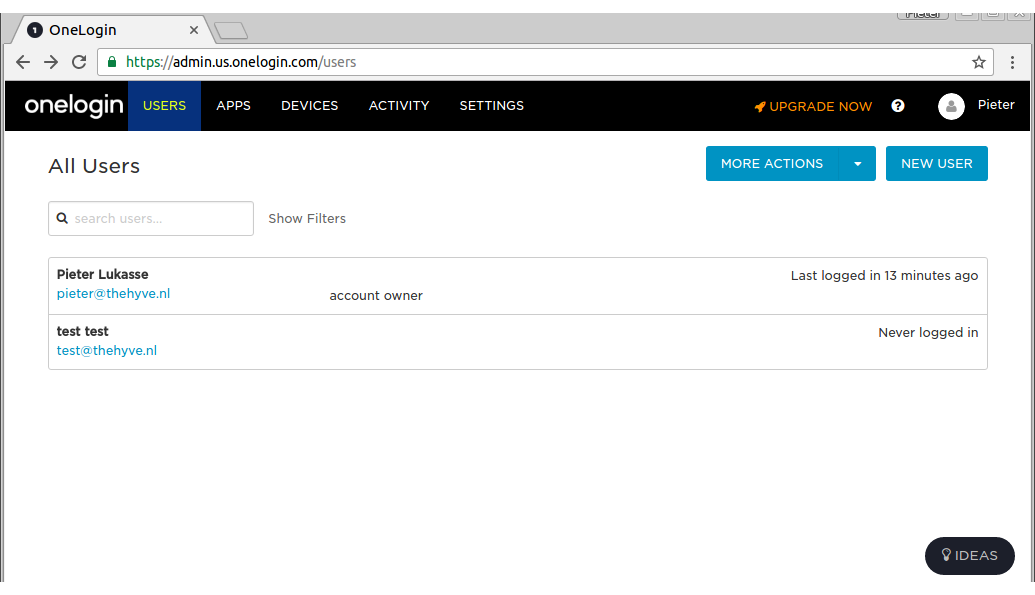 Pieter
OneLogin
https://admin.us.onelogin.com/users
onelogin USERS APPS DEVICES ACTIVITY SETTINGS UPGRADE NOW ? Pieter
All Users MORE ACTIONS NEW USER
search users... Show Filters
Pieter Lukasse Last logged in 13 minutes ago
pieter@thehyve.nl account owner
test test Never logged in
test@thehyve.nl
IDEAS